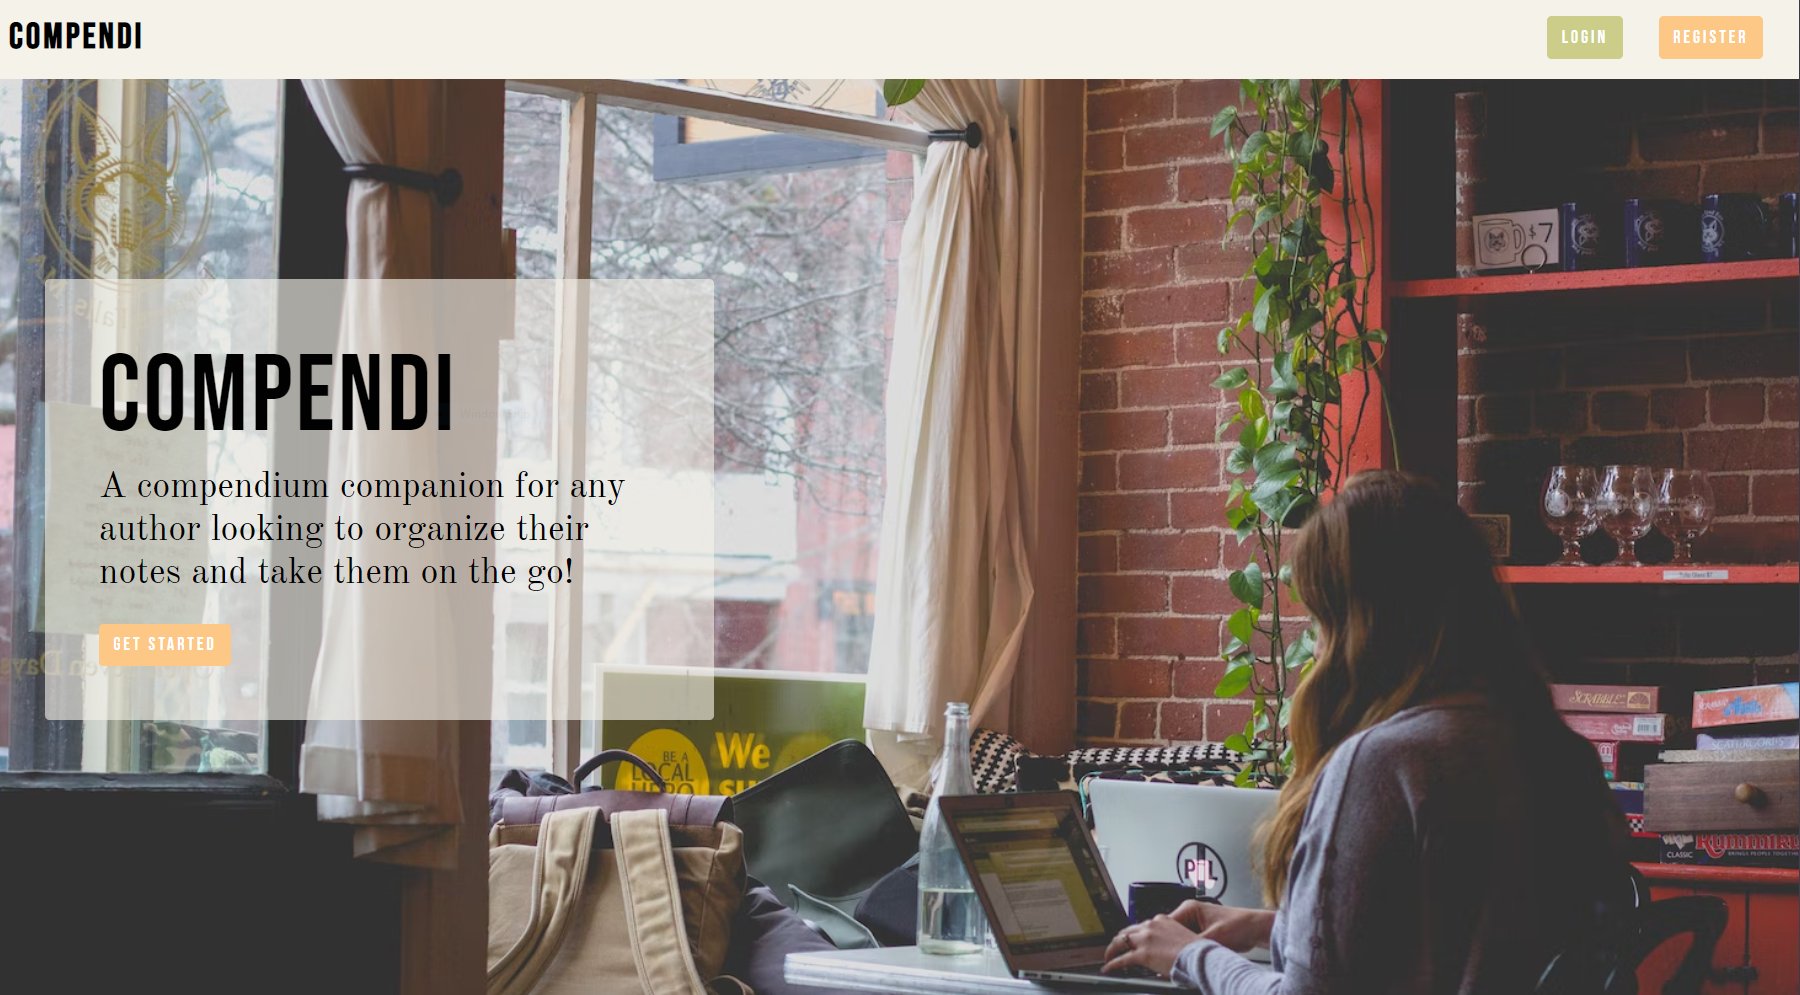 COMPENDI
LOGIN
REGISTER
$7
COMPENDI
A compendium companion for any
author looking to organize their
notes and take them on the go!
GET STARTED
BE A
LOCAL
HERO
We
PiL
SCRABBLE
CLASSIC
Rummikub